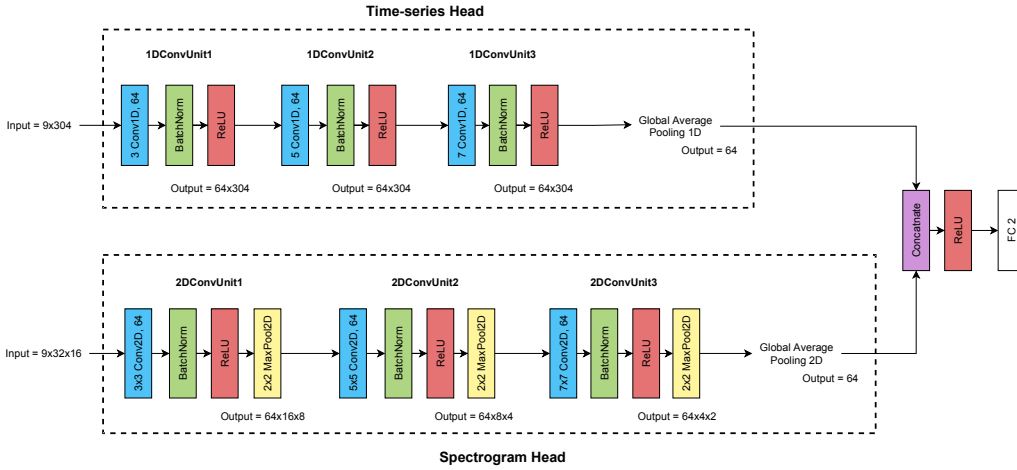 Time-series Head
1DConvUnit1
1DConvUnit2
1DConvUnit3
Input = 9x304
3 Conv1D, 64
BatchNorm
ReLU
5 Conv1D, 64
BatchNorm
ReLU
7 Conv1D, 64
BatchNorm
ReLU
Global Average
Pooling 1D
Output = 64
Output = 64x304
Output = 64x304
Output = 64x304
Concatnate
ReLU
FC 2
2DConvUnit1
2DConvUnit2
2DConvUnit3
Input = 9x32x16
3x3 Conv2D, 64
BatchNorm
ReLU
2x2 MaxPool2D
5x5 Conv2D, 64
BatchNorm
ReLU
2x2 MaxPool2D
7x7 Conv2D, 64
BatchNorm
ReLU
2x2 MaxPool2D
Global Average
Pooling 2D
Output = 64
Output = 64x16x8
Output = 64x8x4
Output = 64x4x2
Spectrogram Head